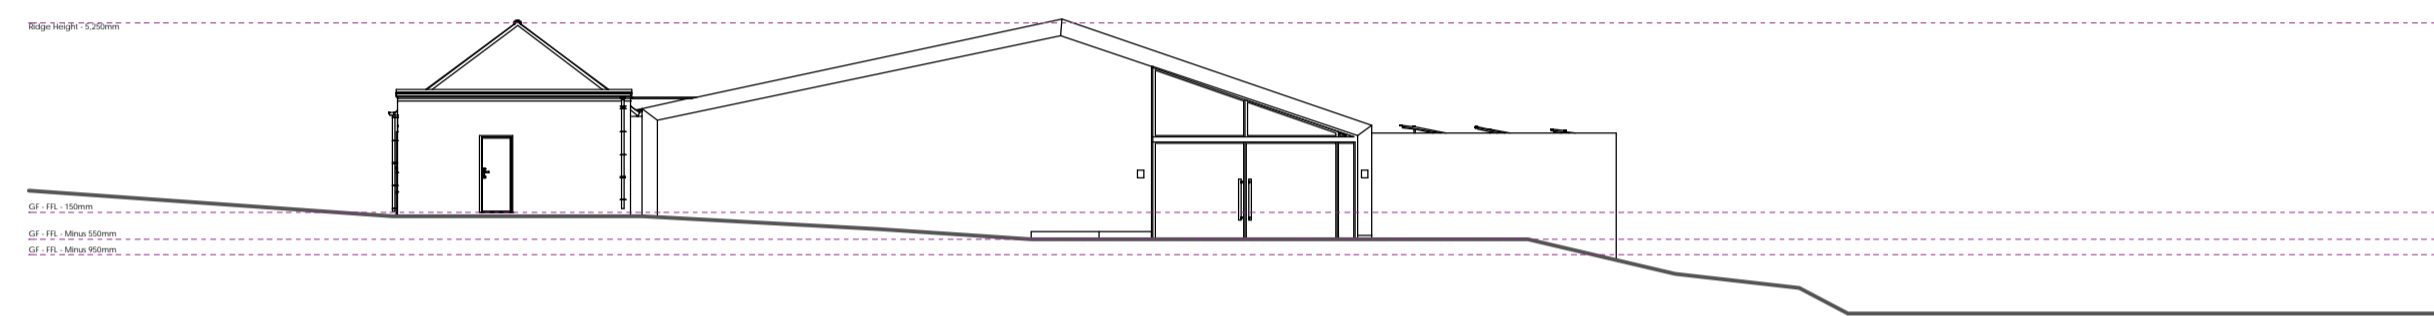 Ridge Height - 5,250mm
GF - FFL - 150mm
GF - FFL - Minus 550mm
GF - FFL - Minus 950mm